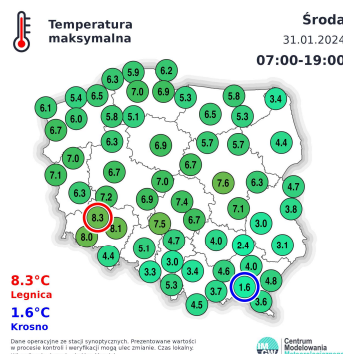 Temperatura
maksymalna
Środa
31.01.2024
07:00-19:00
6.3 5.9 6.2
6.1 5.4 6.5 7.0 6.9 5.3 5.8 3.4
6.7 6.0 5.8 5.1 6.5 5.3
7.0 6.3 6.9 5.7 5.7 4.4
7.1 6.7 7.0 6.7 7.6 6.3 4.7
6.3 7.2 6.9 7.4 7.1 3.8
8.3 8.1 7.5 6.7 3.0
8.0 5.1 4.7 4.0 2.4 3.1
4.4 3.3 3.0 3.4 4.6 4.0
5.3 3.7 1.6 4.8
4.5 3.6
8.3°C
Legnica
1.6°C
Krosno
Dane operacyjne ze stacji synoptycznych. Prezentowane wartości
w procesie kontroli i weryfikacji mogą ulec zmianie. Czas lokalny.
Centrum
Modelowania